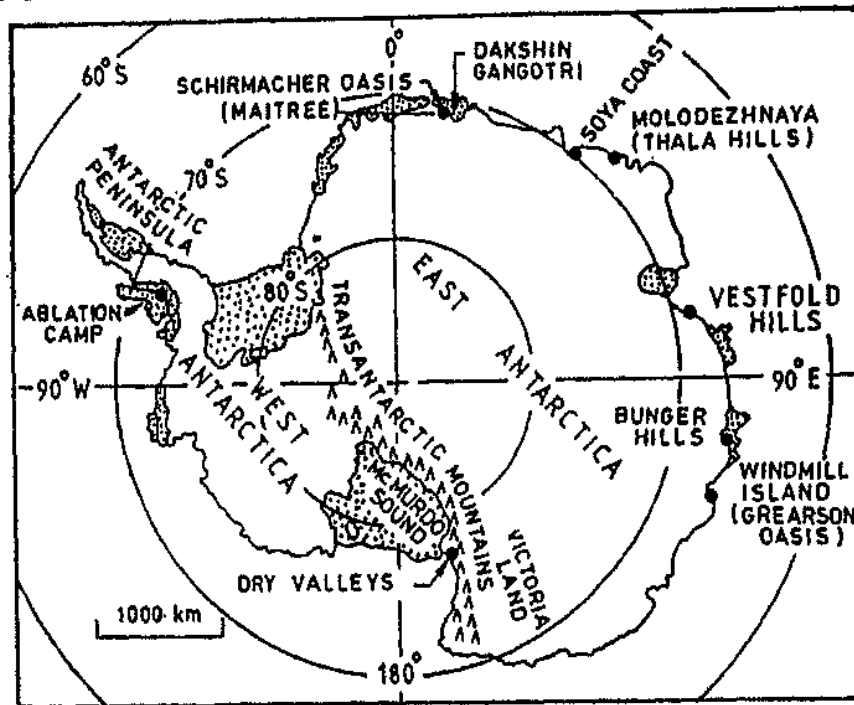 60°S
0°
SCHIRMACHER OASIS
(MAITREE)
DAKSHIN
GANGOTRI
SOYA COAST
MOLODEZHNAYA
(THALA HILLS)
70°S
ANTARCTIC
PENINSULA
ABLATION
CAMP
80°S
EAST
ANTARCTICA
VESTFOLD
HILLS
TRANSANTARCTIC MOUNTAINS
90°W
WEST
ANTARCTICA
90°E
BUNGER
HILLS
WINDMILL
ISLAND
(GREARSON
OASIS)
McMURDO
SOUND
VICTORIA
LAND
DRY VALLEYS
1000 km
180°